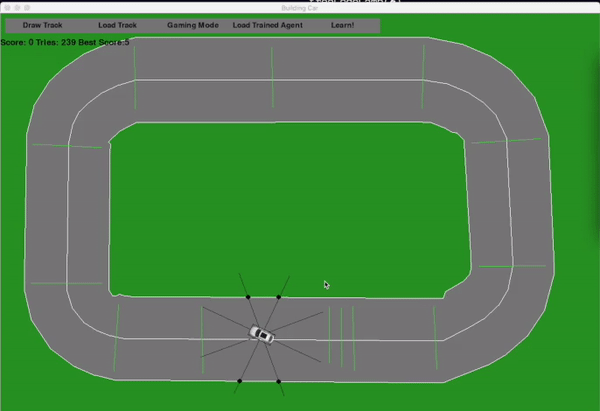 Building Car
Draw Track Load Track Gaming Mode Load Trained Agent Learn!
Score: 0 Tries: 239 Best Score:5